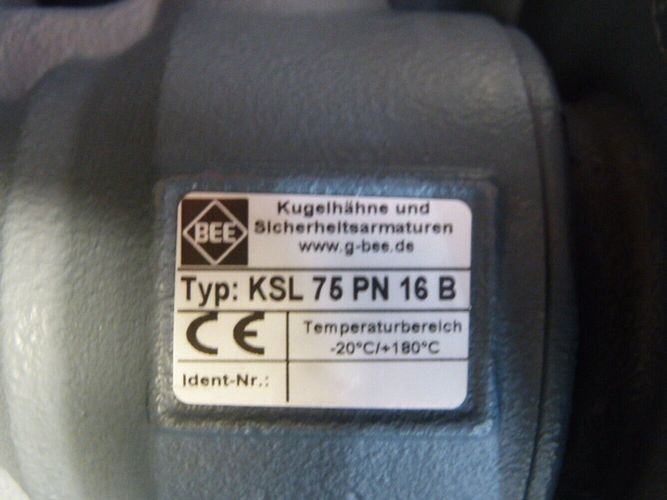 BEE
Kugelhähne und
Sicherheitsarmaturen
www.g-bee.de
Typ: KSL 75 PN 16 B
CE
Temperaturbereich
-20°C/+180°C
Ident-Nr.: